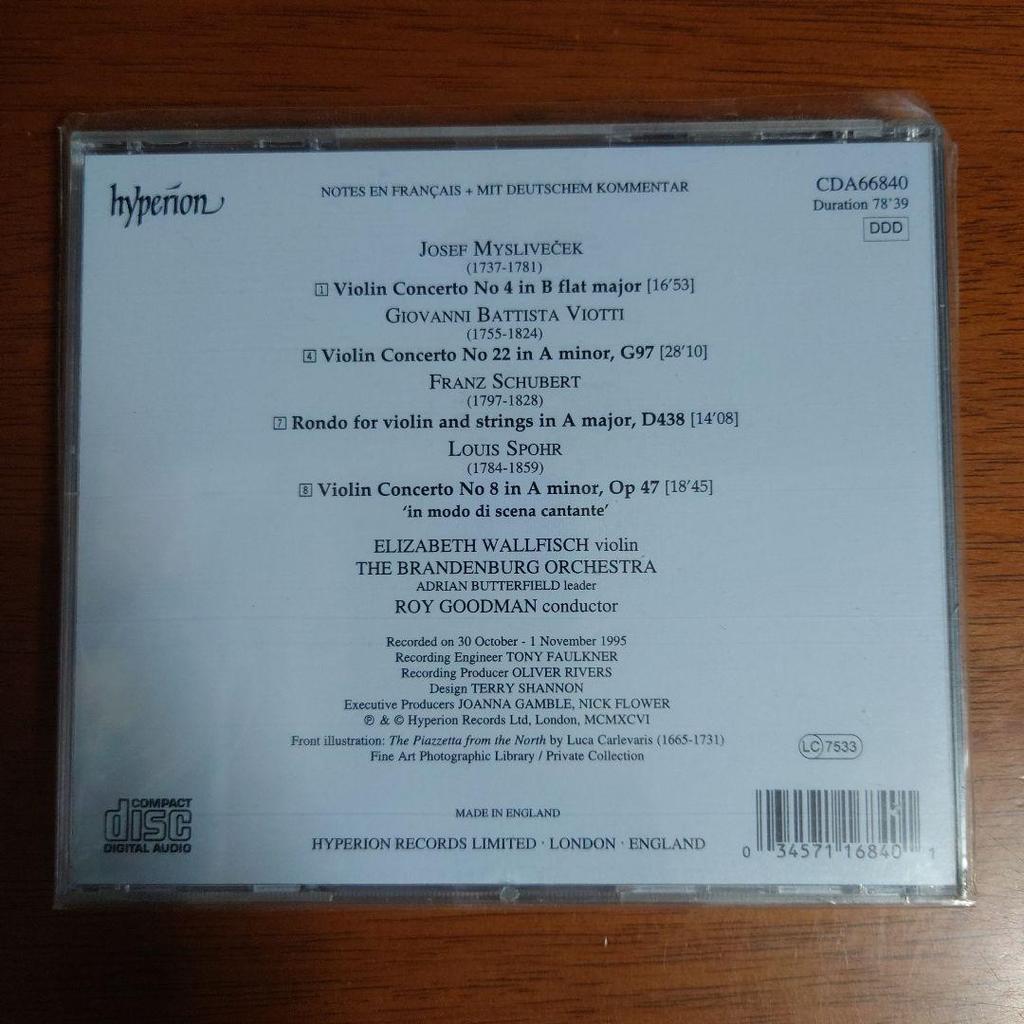 hyperion
NOTES EN FRANÇAIS + MIT DEUTSCHEM KOMMENTAR
CDA66840
Duration 78'39
DDD
JOSEF MYSLIVEČEK
(1737-1781)
1 Violin Concerto No 4 in B flat major [16'53]
GIOVANNI BATTISTA VIOTTI
(1755-1824)
4 Violin Concerto No 22 in A minor, G97 [28'10]
FRANZ SCHUBERT
(1797-1828)
7 Rondo for violin and strings in A major, D438 [14'08]
LOUIS SPOHR
(1784-1859)
8 Violin Concerto No 8 in A minor, Op 47 [18'45]
'in modo di scena cantante'
ELIZABETH WALLFISCH violin
THE BRANDENBURG ORCHESTRA
ADRIAN BUTTERFIELD leader
ROY GOODMAN conductor
Recorded on 30 October - 1 November 1995
Recording Engineer TONY FAULKNER
Recording Producer OLIVER RIVERS
Design TERRY SHANNON
Executive Producers JOANNA GAMBLE, NICK FLOWER
℗ & © Hyperion Records Ltd, London, MCMXCVI
Front illustration: The Piazzetta from the North by Luca Carlevaris (1665-1731)
Fine Art Photographic Library / Private Collection
LC 7533
COMPACT
disc
DIGITAL AUDIO
MADE IN ENGLAND
HYPERION RECORDS LIMITED · LONDON · ENGLAND
0 34571 16840 1